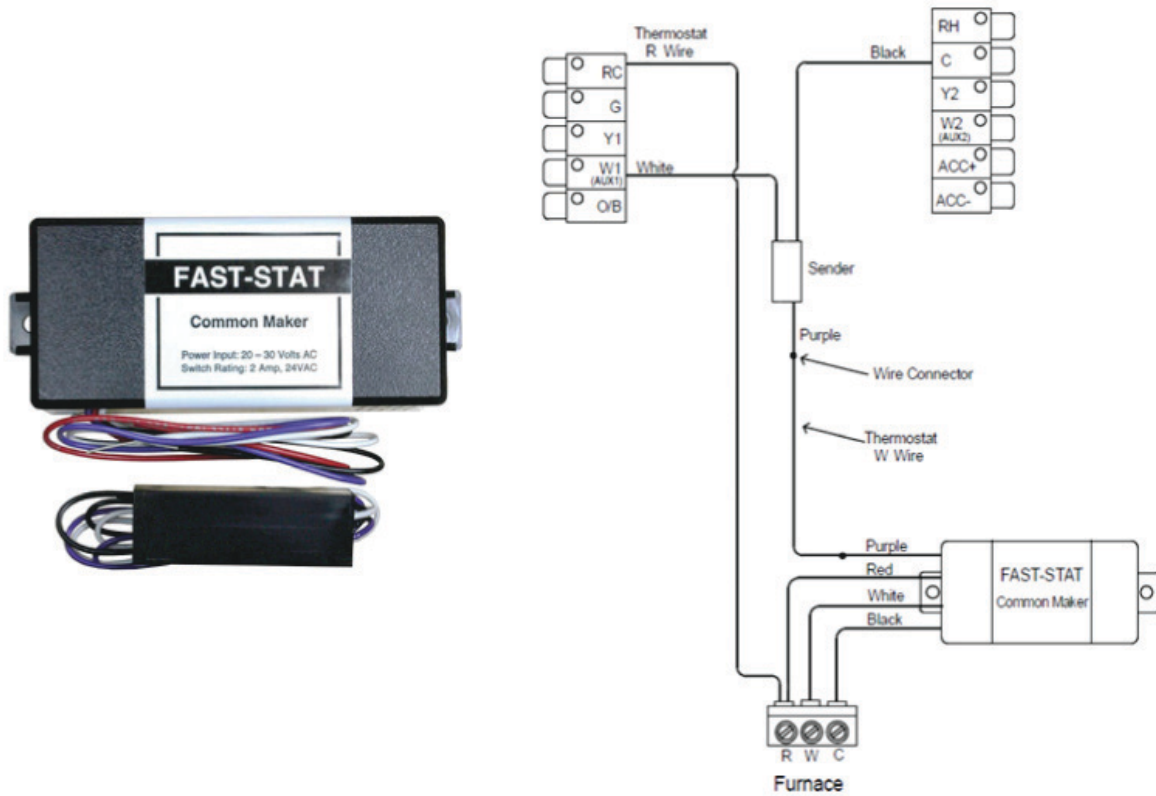 FAST-STAT
Common Maker
Power Input: 20 – 30 Volts AC
Switch Rating: 2 Amp, 24VAC
Thermostat
R Wire
RC
G
Y1
W1
(AUX1)
O/B
White
Black
RH
C
Y2
W2
(AUX2)
ACC+
ACC-
Sender
Purple
Wire Connector
Thermostat
W Wire
Purple
Red
White
Black
FAST-STAT
Common Maker
R W C
Furnace